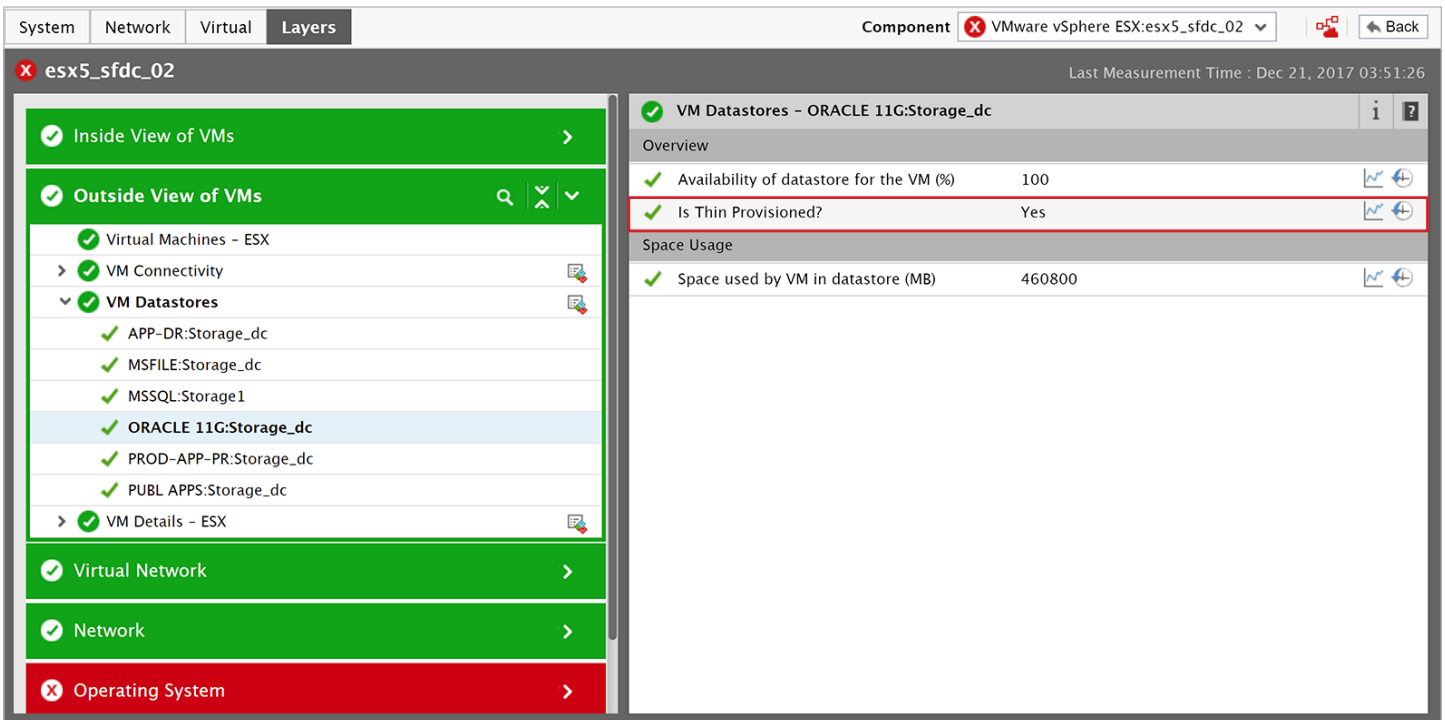 System Network Virtual Layers Component VMware vSphere ESX:esx5_sfdc_02 Back
esx5_sfdc_02 Last Measurement Time : Dec 21, 2017 03:51:26
Inside View of VMs
Outside View of VMs
Virtual Machines - ESX
VM Connectivity
VM Datastores
APP-DR:Storage_dc
MSFILE:Storage_dc
MSSQL:Storage1
ORACLE 11G:Storage_dc
PROD-APP-PR:Storage_dc
PUBL APPS:Storage_dc
VM Details - ESX
Virtual Network
Network
Operating System
VM Datastores - ORACLE 11G:Storage_dc i ?
Overview
Availability of datastore for the VM (%) 100
Is Thin Provisioned? Yes
Space Usage
Space used by VM in datastore (MB) 460800